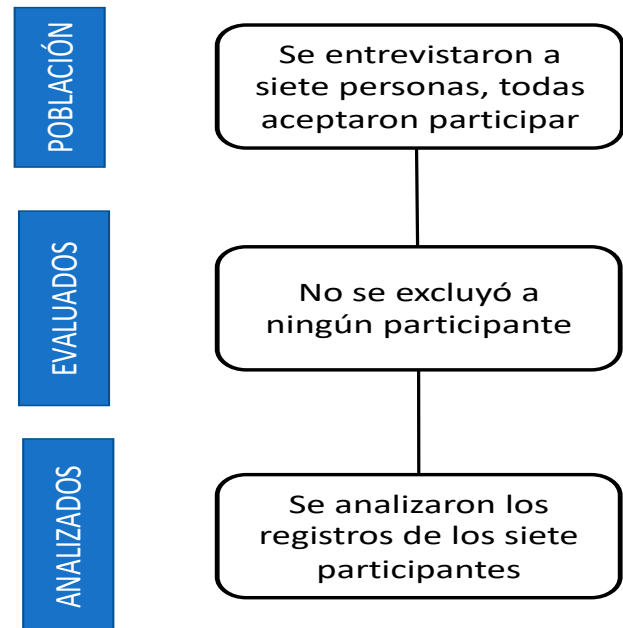 POBLACIÓN
Se entrevistaron a
siete personas, todas
aceptaron participar
EVALUADOS
No se excluyó a
ningún participante
ANALIZADOS
Se analizaron los
registros de los siete
participantes